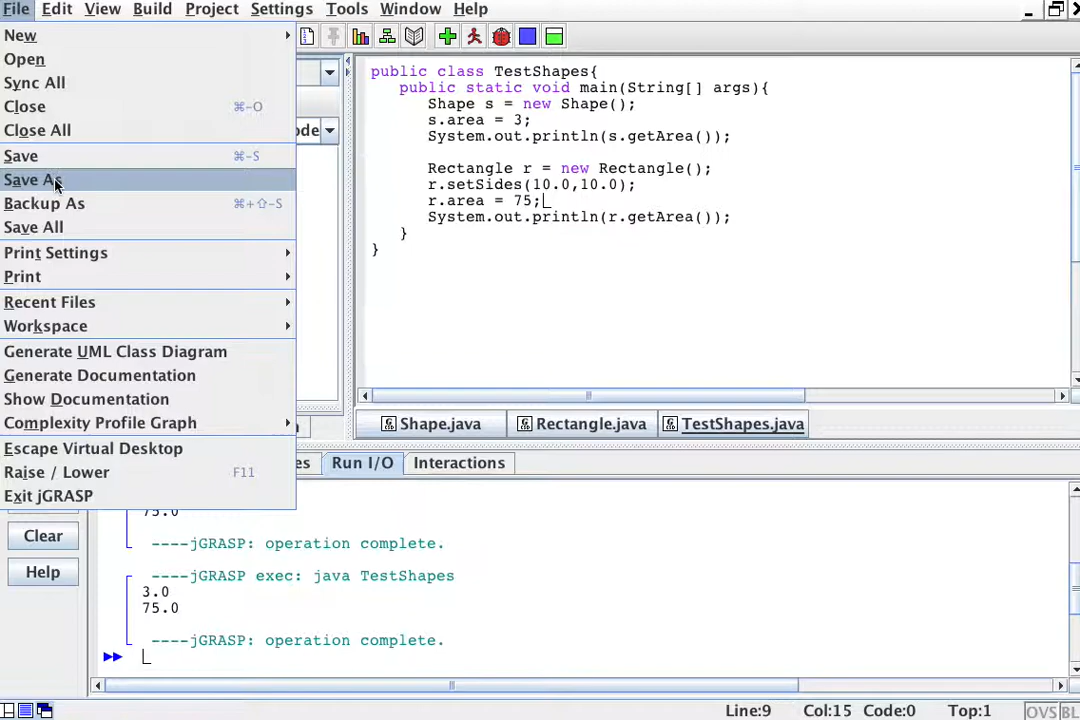 File Edit View Build Project Settings Tools Window Help
New
Open
Sync All
Close ⌘-O
Close All
Save ⌘-S
Save As
Backup As ⌘+⇧-S
Save All
Print Settings
Print
Recent Files
Workspace
Generate UML Class Diagram
Generate Documentation
Show Documentation
Complexity Profile Graph
Escape Virtual Desktop
Raise / Lower F11
Exit jGRASP
public class TestShapes{
public static void main(String[] args){
Shape s = new Shape();
s.area = 3;
System.out.println(s.getArea());
Rectangle r = new Rectangle();
r.setSides(10.0,10.0);
r.area = 75;
System.out.println(r.getArea());
}
}
Shape.java Rectangle.java TestShapes.java
Run I/O Interactions
Clear
Help
75.0
----jGRASP: operation complete.
----jGRASP exec: java TestShapes
3.0
75.0
----jGRASP: operation complete.
Line:9 Col:15 Code:0 Top:1 OVS BL